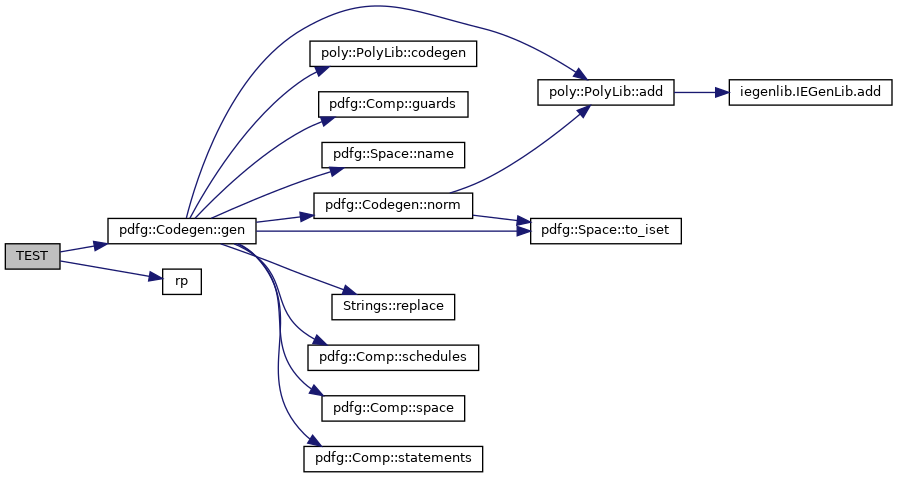 TEST
pdfg::Codegen::gen
rp
poly::PolyLib::codegen
pdfg::Comp::guards
pdfg::Space::name
pdfg::Codegen::norm
Strings::replace
pdfg::Comp::schedules
pdfg::Comp::space
pdfg::Comp::statements
poly::PolyLib::add
pdfg::Space::to_iset
iegenlib.IEGenLib.add